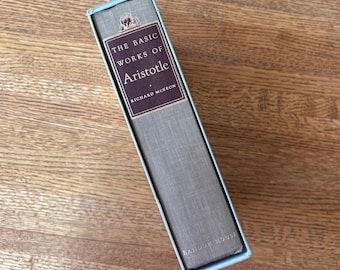 THE BASIC
WORKS OF
Aristotle
RICHARD McKEON
RANDOM HOUSE